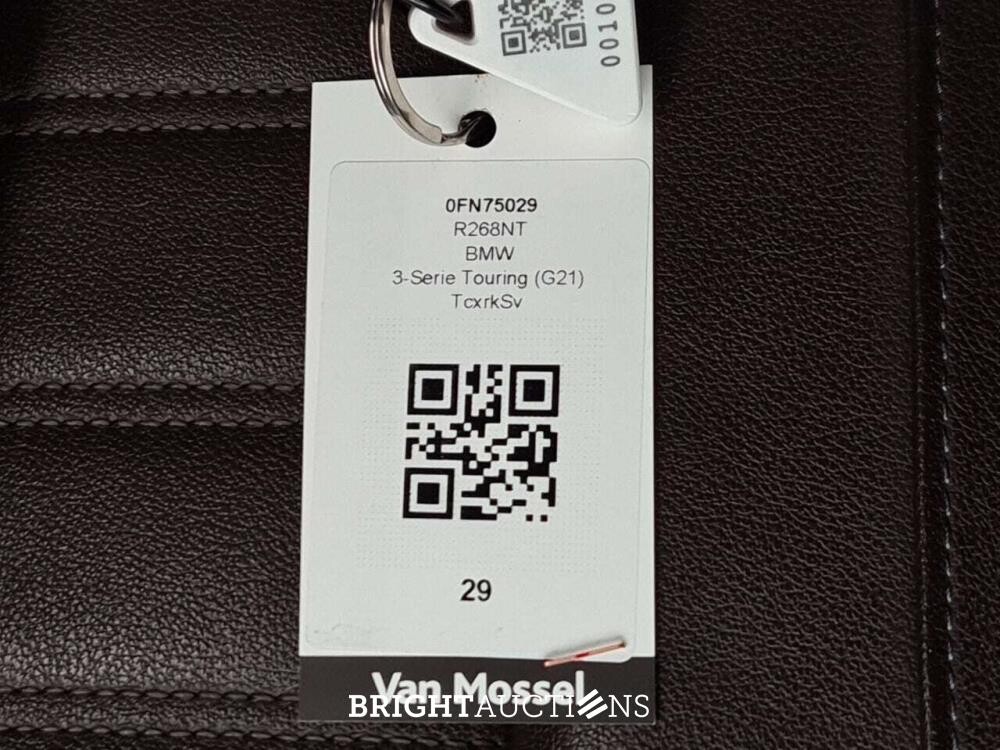 0010
0FN75029
R268NT
BMW
3-Serie Touring (G21)
TcxrkSv
29
Van Mossel
BRIGHTAUCTIONS